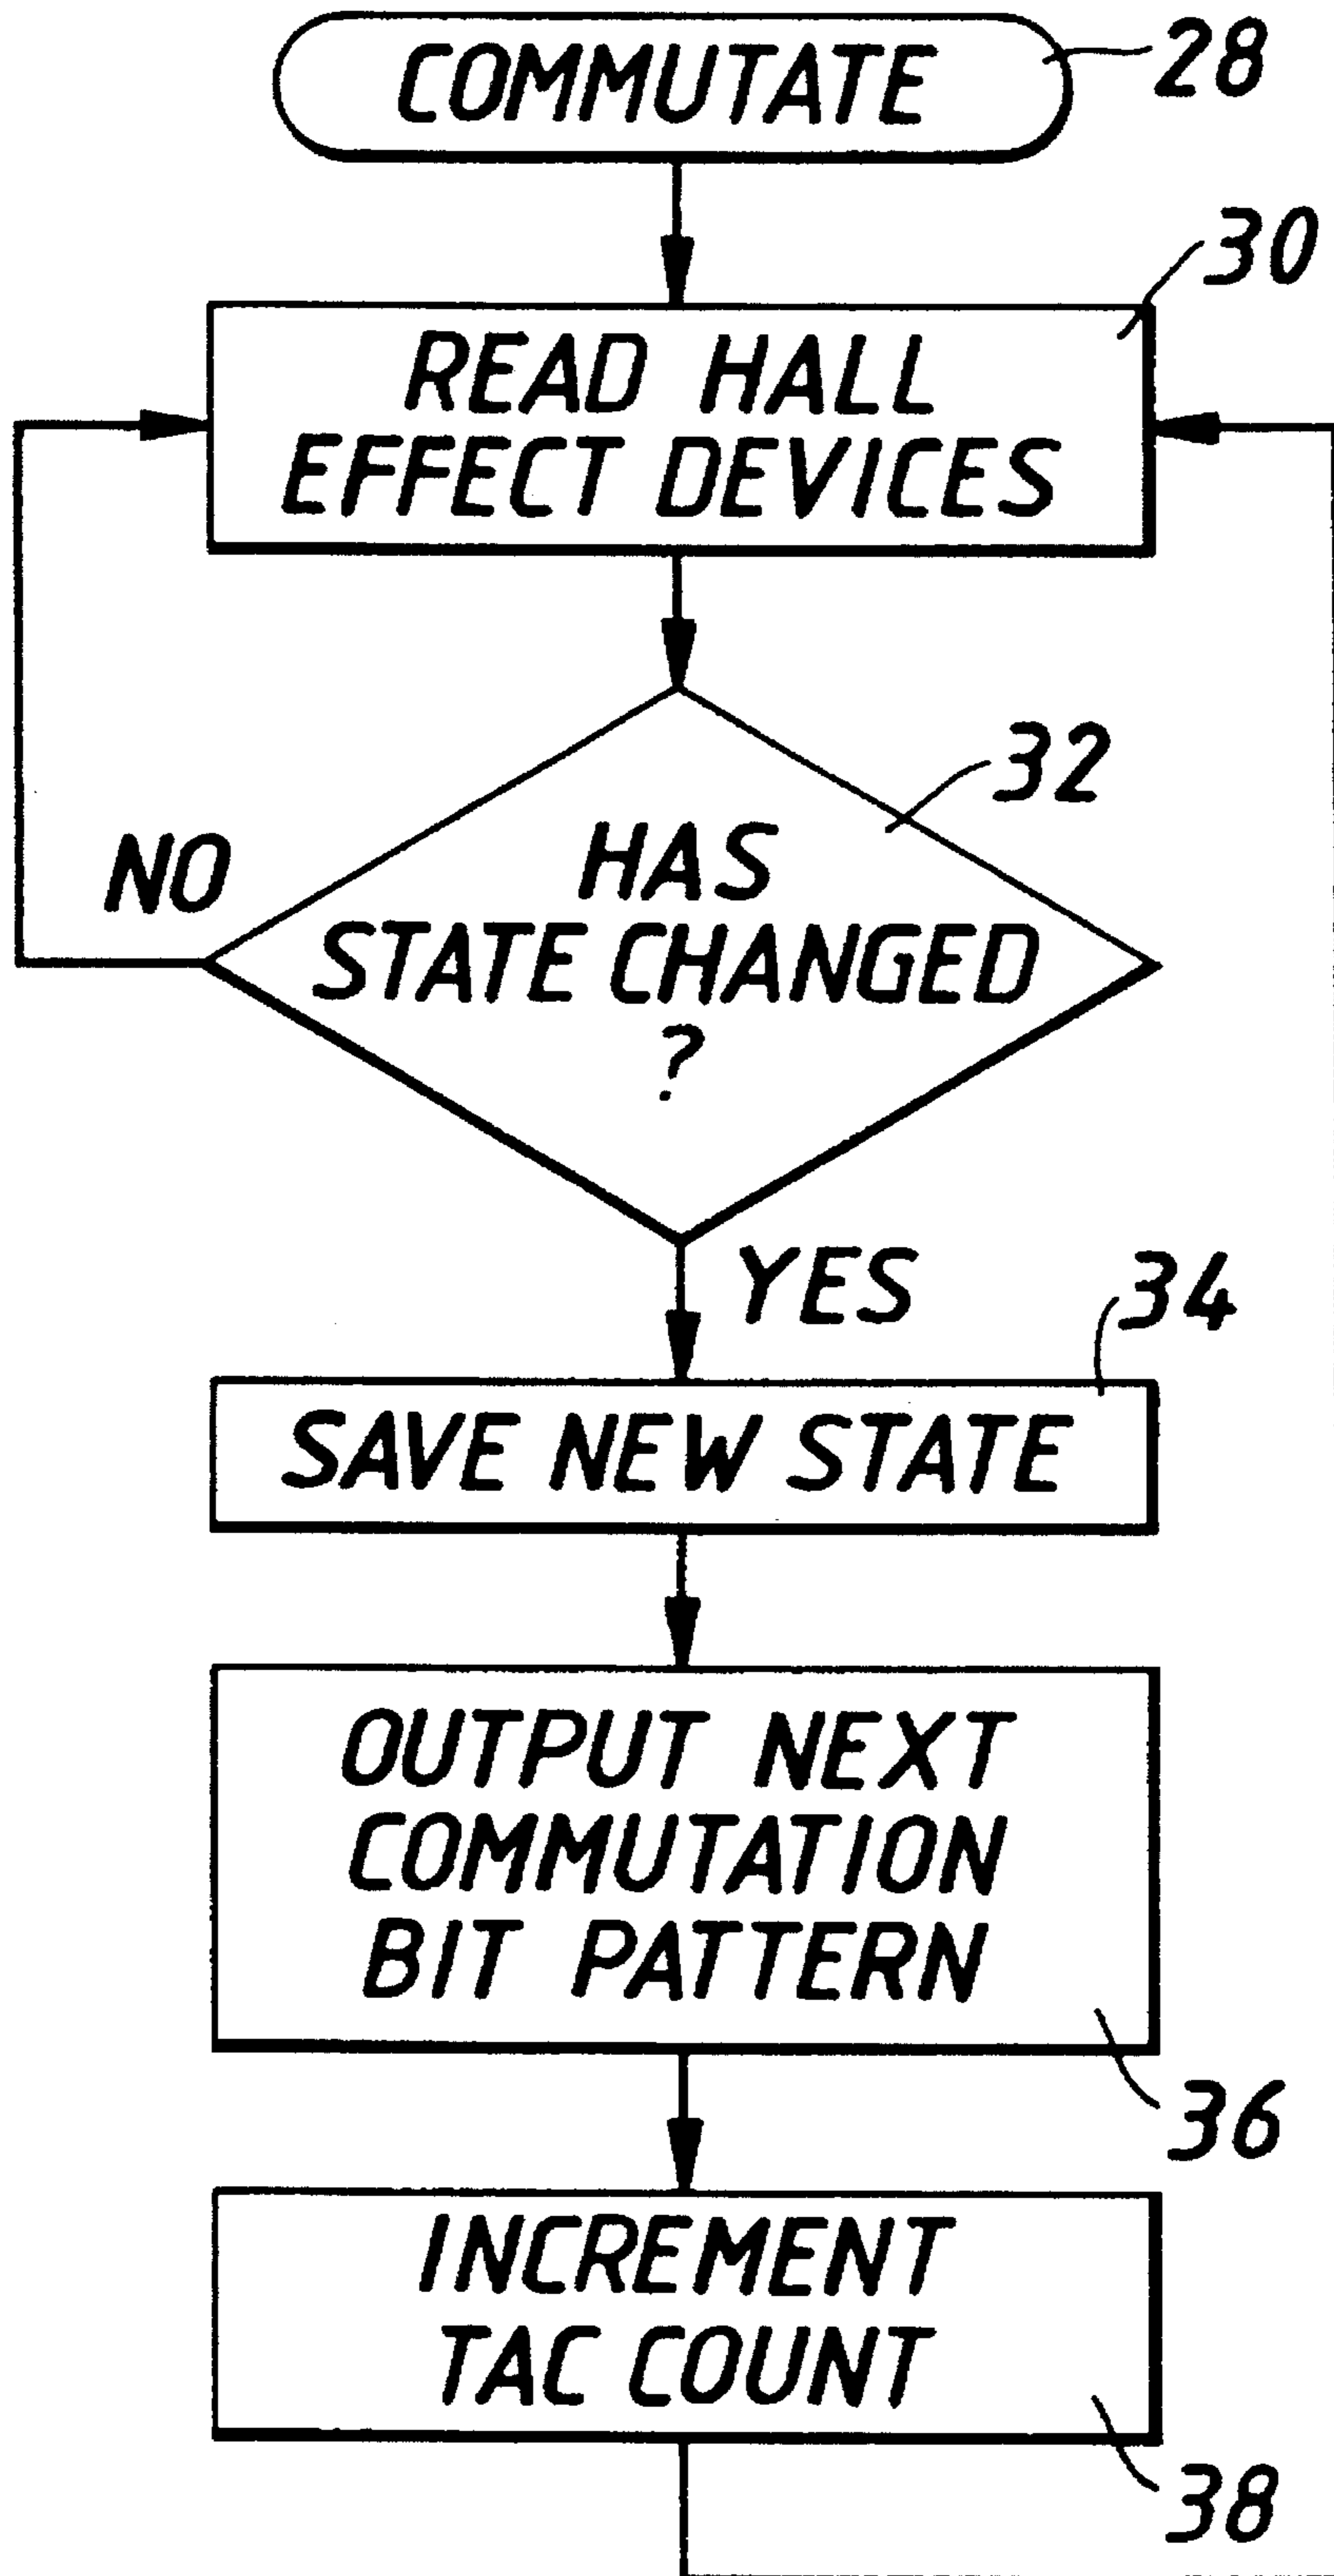 COMMUTATE
28
30
READ HALL
EFFECT DEVICES
32
HAS
STATE CHANGED
?
NO
YES
34
SAVE NEW STATE
OUTPUT NEXT
COMMUTATION
BIT PATTERN
36
INCREMENT
TAC COUNT
38